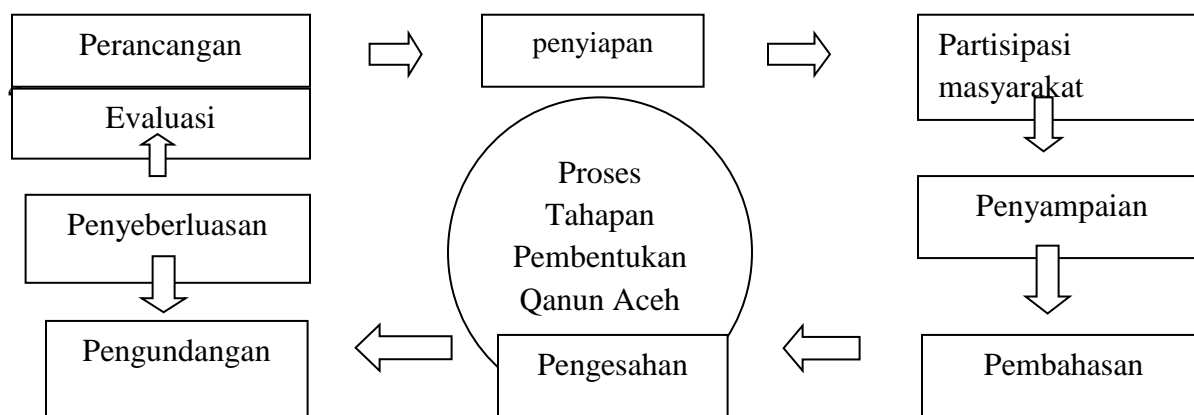 Perancangan
penyiapan
Partisipasi
masyarakat
Evaluasi
Proses
Tahapan
Pembentukan
Qanun Aceh
Penyeberluasan
Penyampaian
Pengundangan
Pengesahan
Pembahasan